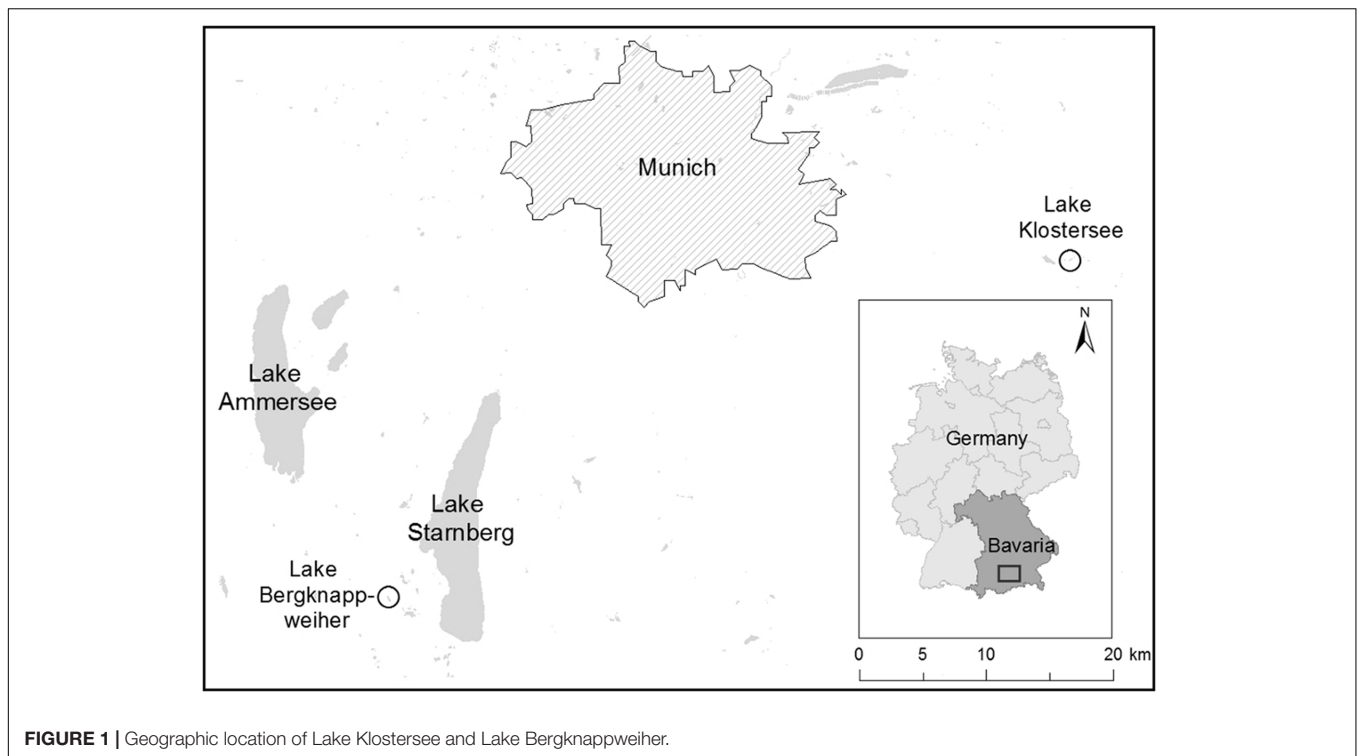 Munich
Lake
Klostersee
N
Lake
Ammersee
Germany
Lake
Starnberg
Bavaria
Lake
Bergknapp-
weiher
0 5 10 20 km
FIGURE 1 | Geographic location of Lake Klostersee and Lake Bergknappweiher.